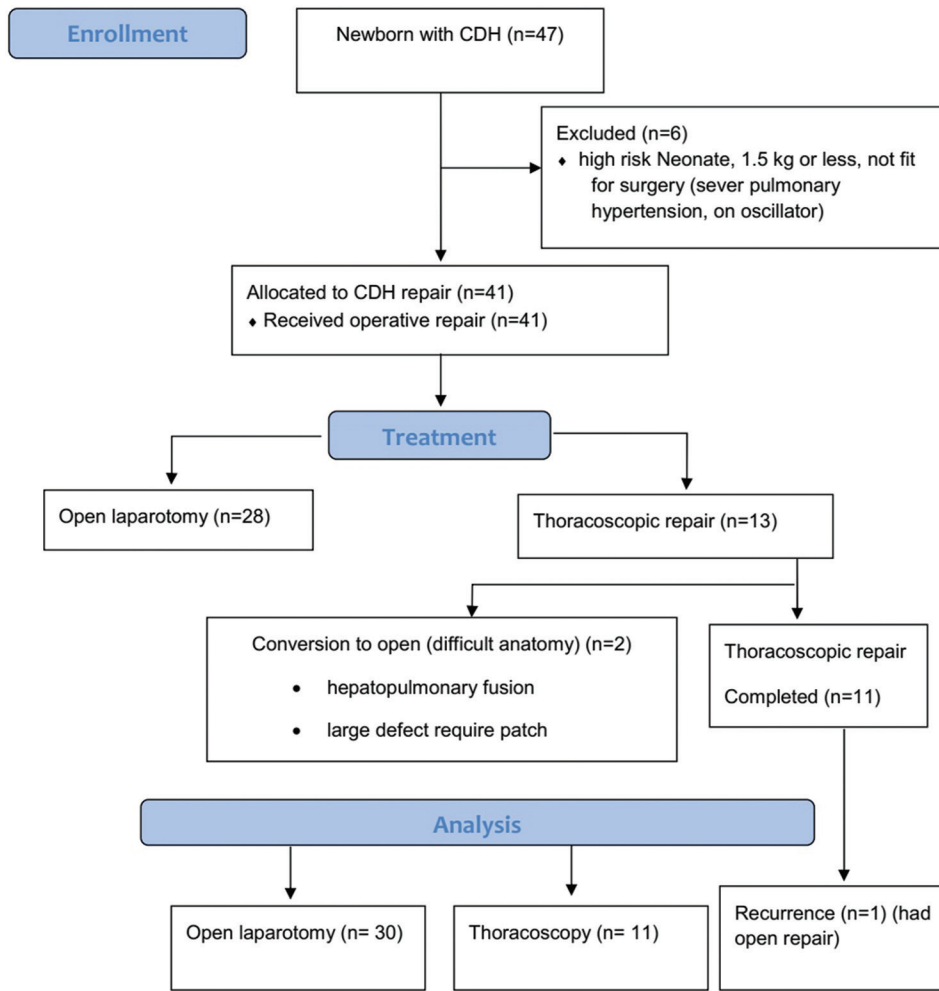 Enrollment
Newborn with CDH (n=47)
Excluded (n=6)
♦ high risk Neonate, 1.5 kg or less, not fit
for surgery (sever pulmonary
hypertension, on oscillator)
Allocated to CDH repair (n=41)
♦ Received operative repair (n=41)
Treatment
Open laparotomy (n=28)
Thoracoscopic repair (n=13)
Conversion to open (difficult anatomy) (n=2)
• hepatopulmonary fusion
• large defect require patch
Thoracoscopic repair
Completed (n=11)
Analysis
Open laparotomy (n= 30)
Thoracoscopy (n= 11)
Recurrence (n=1) (had
open repair)